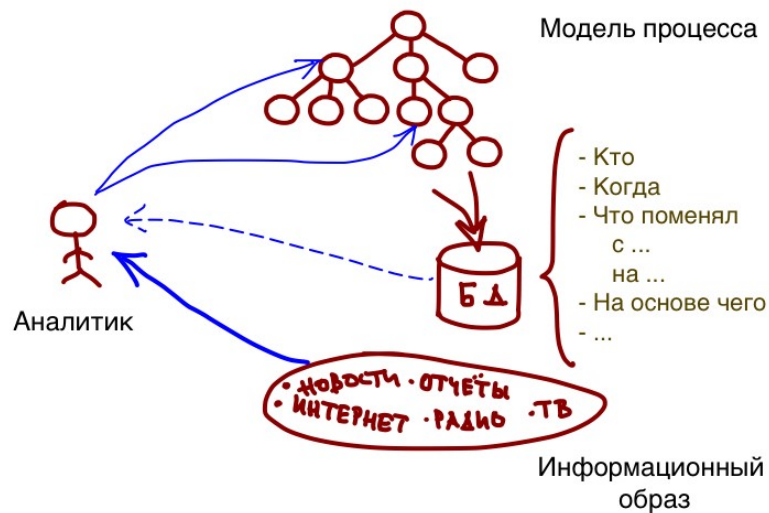 Модель процесса
- Кто
- Когда
- Что поменял
с ...
на ...
- На основе чего
- ...
БД
Аналитик
· НОВОСТИ · ОТЧЁТЫ
· ИНТЕРНЕТ · РАДИО · ТВ
Информационный
образ